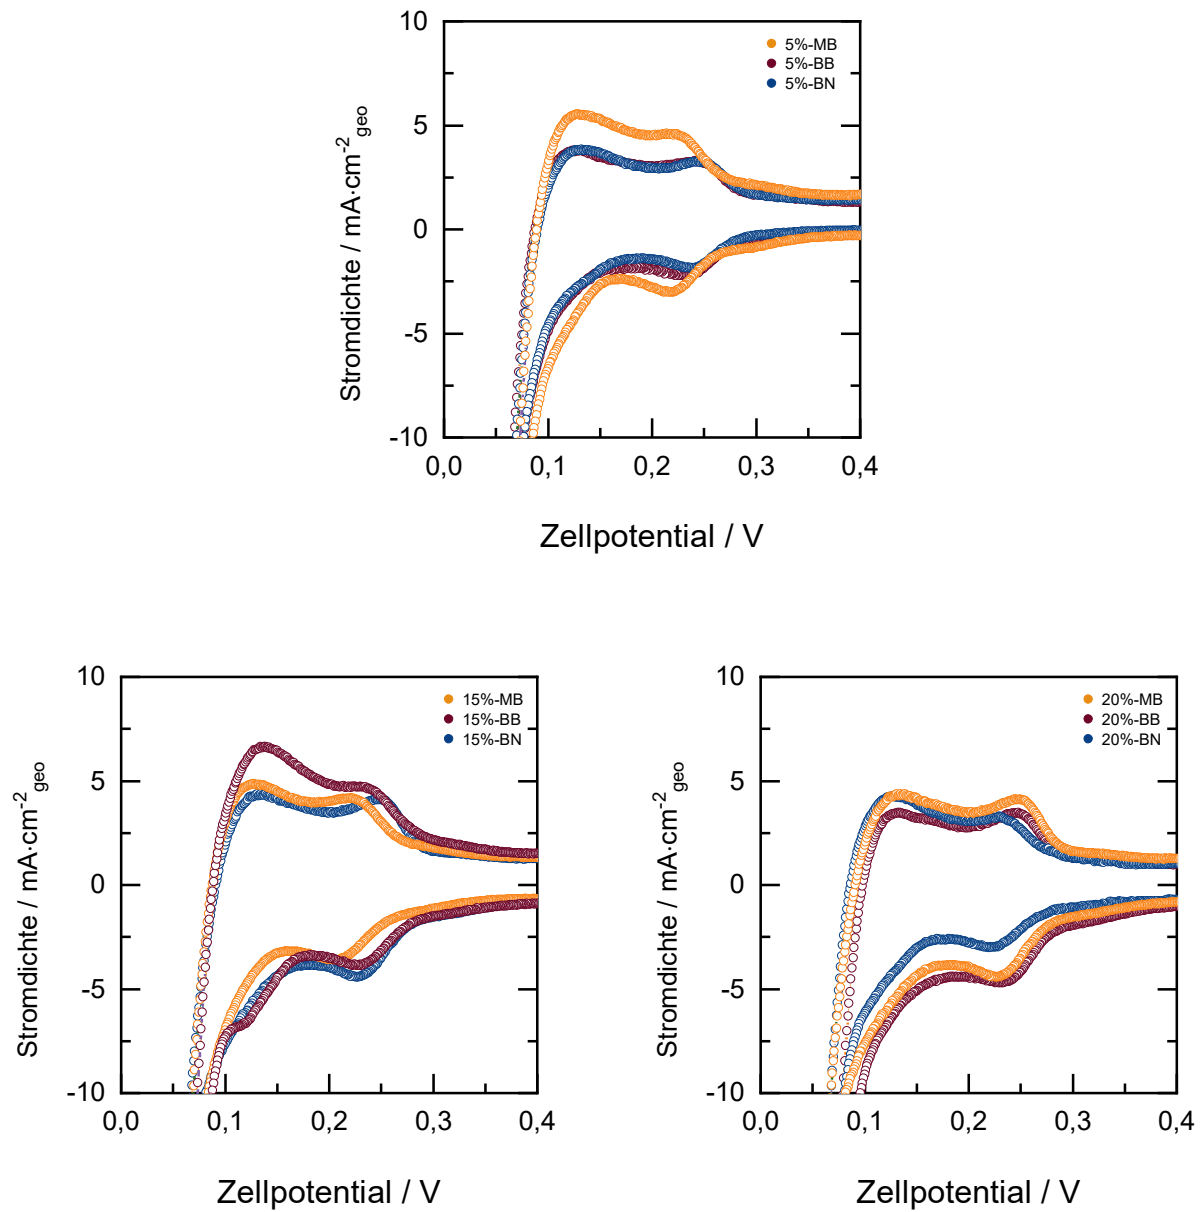 10
5
0
-5
-10
Stromdichte / mA·cm⁻²geo
5%-MB
5%-BB
5%-BN
0,0 0,1 0,2 0,3 0,4
Zellpotential / V
10
5
0
-5
-10
Stromdichte / mA·cm⁻²geo
15%-MB
15%-BB
15%-BN
0,0 0,1 0,2 0,3 0,4
Zellpotential / V
10
5
0
-5
-10
Stromdichte / mA·cm⁻²geo
20%-MB
20%-BB
20%-BN
0,0 0,1 0,2 0,3 0,4
Zellpotential / V